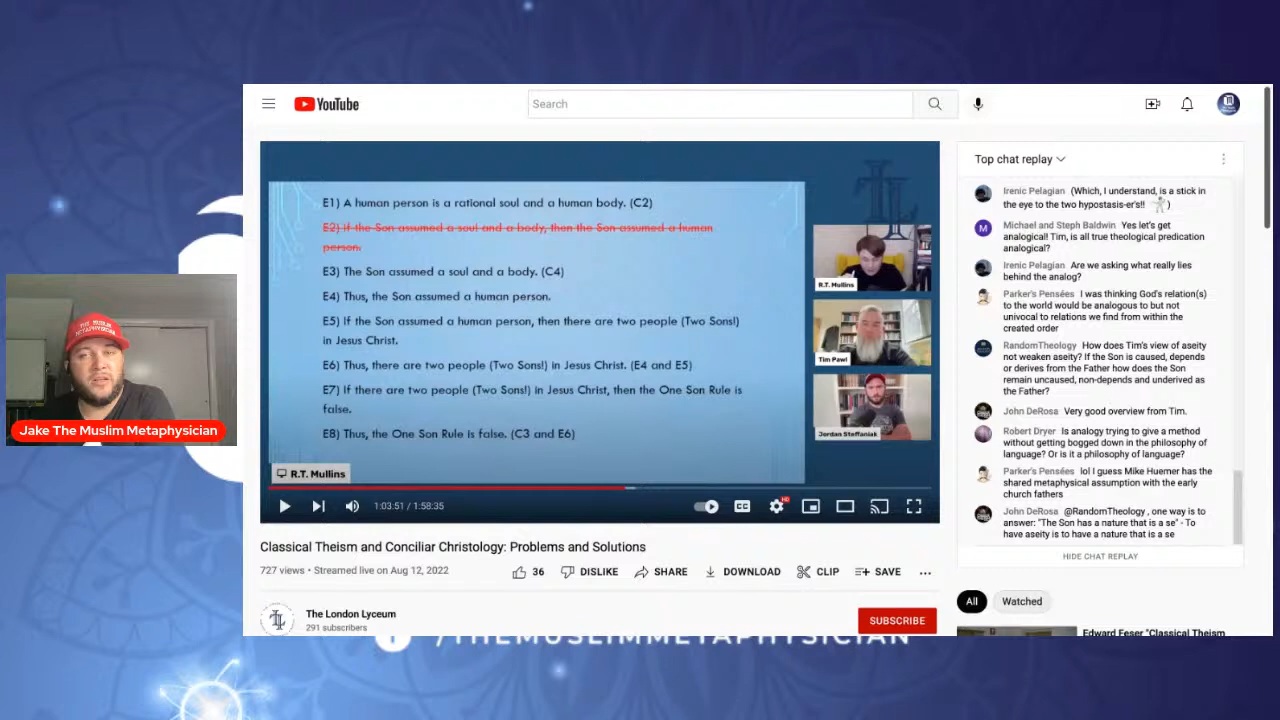 YouTube
Search
E1) A human person is a rational soul and a human body. (C2)
E2) If the Son assumed a soul and a body, then the Son assumed a human
person.
E3) The Son assumed a soul and a body. (C4)
E4) Thus, the Son assumed a human person.
E5) If the Son assumed a human person, then there are two people (Two Sons!)
in Jesus Christ.
E6) Thus, there are two people (Two Sons!) in Jesus Christ. (E4 and E5)
E7) If there are two people (Two Sons!) in Jesus Christ, then the One Son Rule is
false.
E8) Thus, the One Son Rule is false. (C3 and E6)
R.T. Mullins
R.T. Mullins
Tim Pawl
Jordan Steffaniak
1:03:51 / 1:58:35
CC
HD
Classical Theism and Conciliar Christology: Problems and Solutions
727 views • Streamed live on Aug 12, 2022
36
DISLIKE
SHARE
DOWNLOAD
CLIP
SAVE
The London Lyceum
291 subscribers
SUBSCRIBE
Top chat replay
Irenic Pelagian (Which, I understand, is a stick in
the eye to the two hypostasis-er's!! )
M
Michael and Steph Baldwin Yes let's get
analogical! Tim, is all true theological predication
analogical?
Irenic Pelagian Are we asking what really lies
behind the analog?
Parker's Pensées I was thinking God's relation(s)
to the world would be analogous to but not
univocal to relations we find from within the
created order
RandomTheology How does Tim's view of aseity
not weaken aseity? If the Son is caused, depends
or derives from the Father how does the Son
remain uncaused, non-depends and underived as
the Father?
John DeRosa Very good overview from Tim.
Robert Dryer Is analogy trying to give a method
without getting bogged down in the philosophy of
language? Or is it a philosophy of language?
Parker's Pensées lol I guess Mike Huemer has the
shared metaphysical assumption with the early
church fathers
John DeRosa @RandomTheology , one way is to
answer: "The Son has a nature that is a se" - To
have aseity is to have a nature that is a se
HIDE CHAT REPLAY
All
Watched
Edward Feser "Classical Theism
THE MUSLIM
METAPHYSICIAN
Jake The Muslim Metaphysician
/THEMUSLIMMETAPHYSICIAN